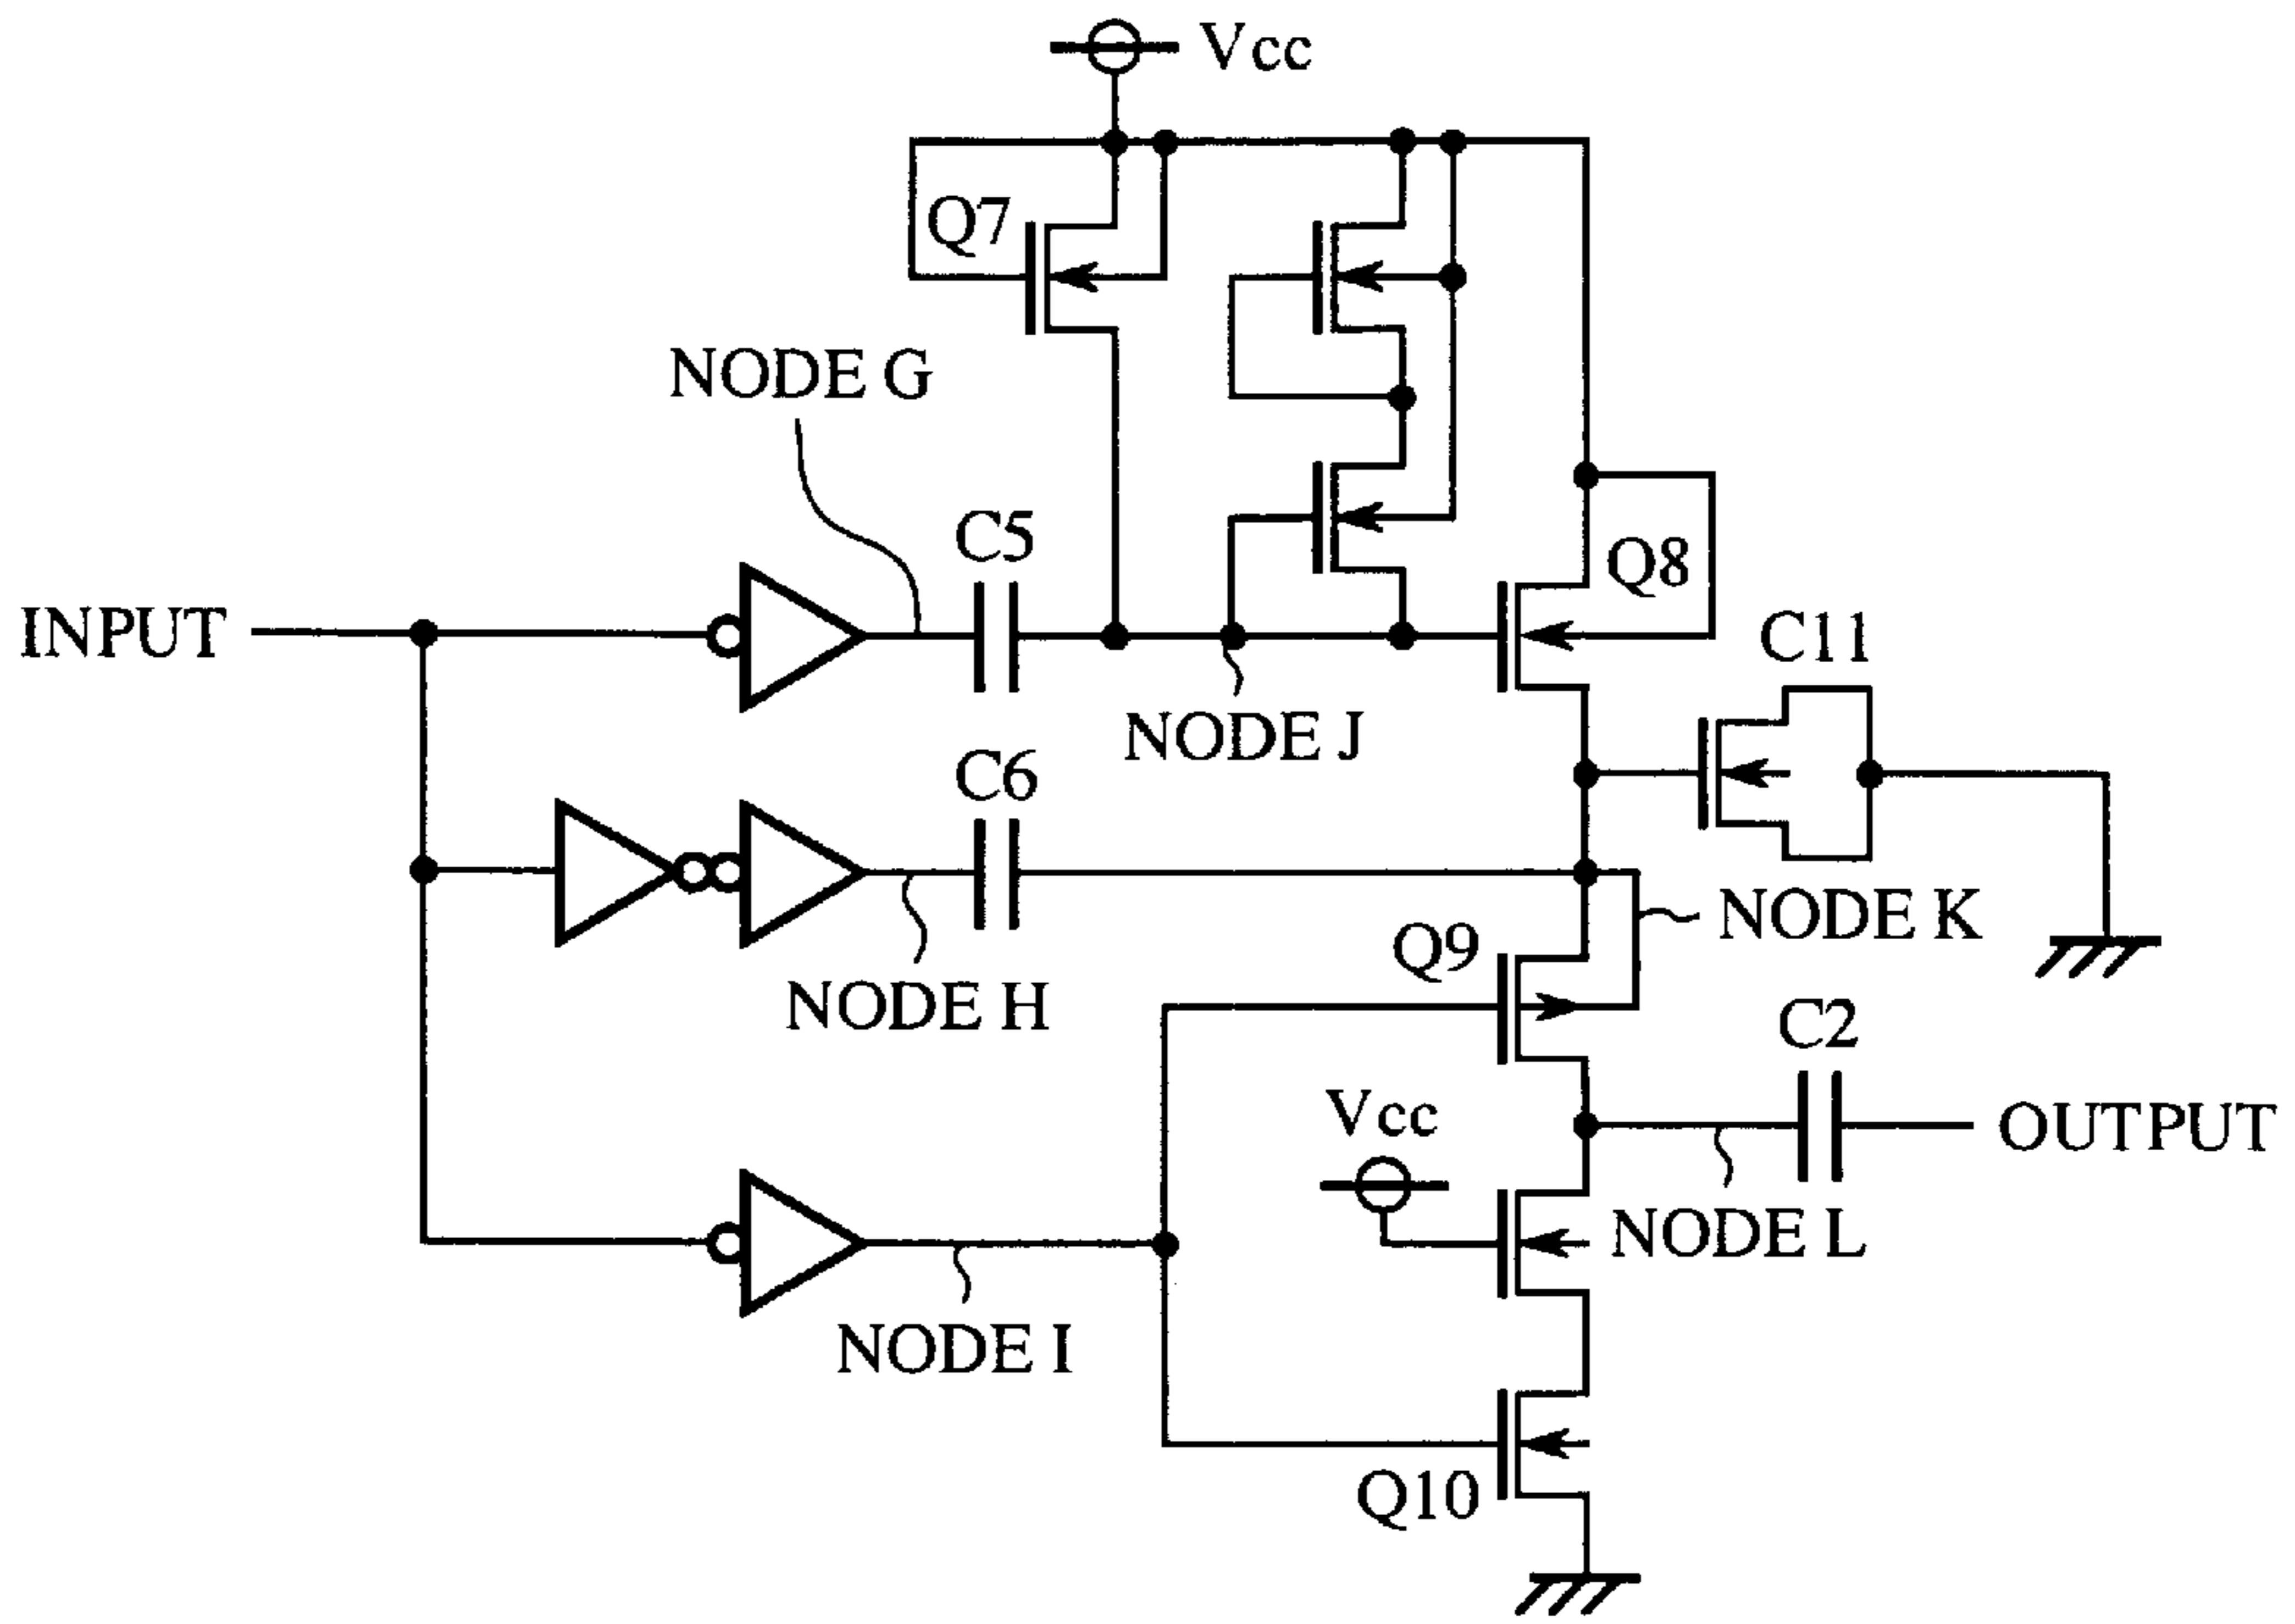 Vcc
Q7
NODE G
C5
Q8
INPUT
C11
NODE J
C6
NODE K
Q9
NODE H
C2
Vcc
OUTPUT
NODE L
NODE I
Q10